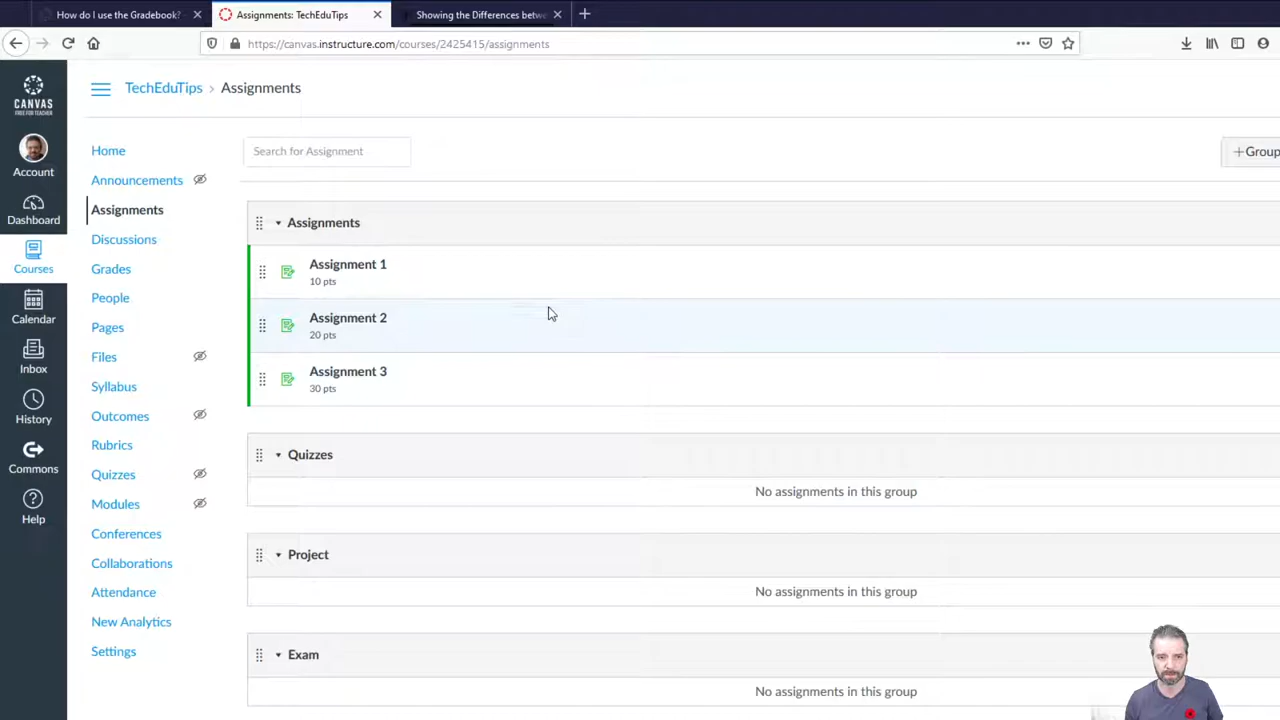 How do I use the Gradebook?
Assignments: TechEduTips
Showing the Differences betwe
https://canvas.instructure.com/courses/2425415/assignments
CANVAS
FREE FOR TEACHER
Account
Dashboard
Courses
Calendar
Inbox
History
Commons
Help
TechEduTips › Assignments
Home
Announcements
Assignments
Discussions
Grades
People
Pages
Files
Syllabus
Outcomes
Rubrics
Quizzes
Modules
Conferences
Collaborations
Attendance
New Analytics
Settings
Search for Assignment
+Group
Assignments
Assignment 1
10 pts
Assignment 2
20 pts
Assignment 3
30 pts
Quizzes
No assignments in this group
Project
No assignments in this group
Exam
No assignments in this group